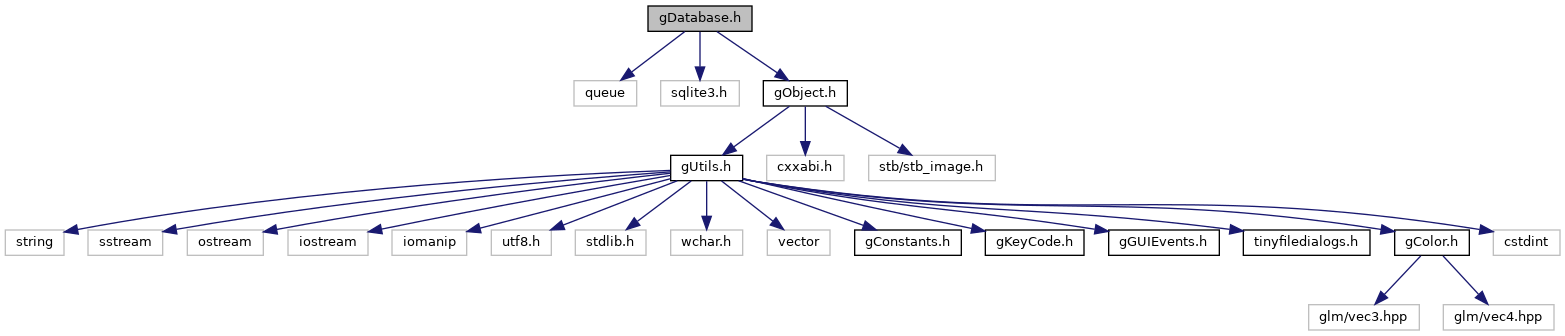 gDatabase.h
queue
sqlite3.h
gObject.h
gUtils.h
cxxabi.h
stb/stb_image.h
string
sstream
ostream
iostream
iomanip
utf8.h
stdlib.h
wchar.h
vector
gConstants.h
gKeyCode.h
gGUIEvents.h
tinyfiledialogs.h
gColor.h
cstdint
glm/vec3.hpp
glm/vec4.hpp